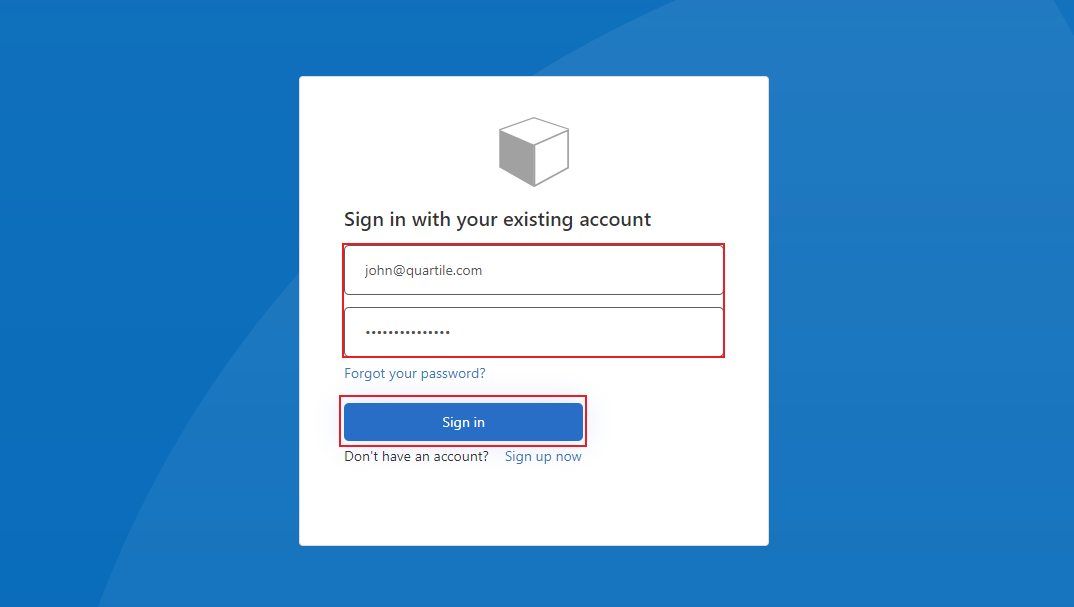 Sign in with your existing account
john@quartile.com
•••••••••••••••
Forgot your password?
Sign in
Don't have an account? Sign up now